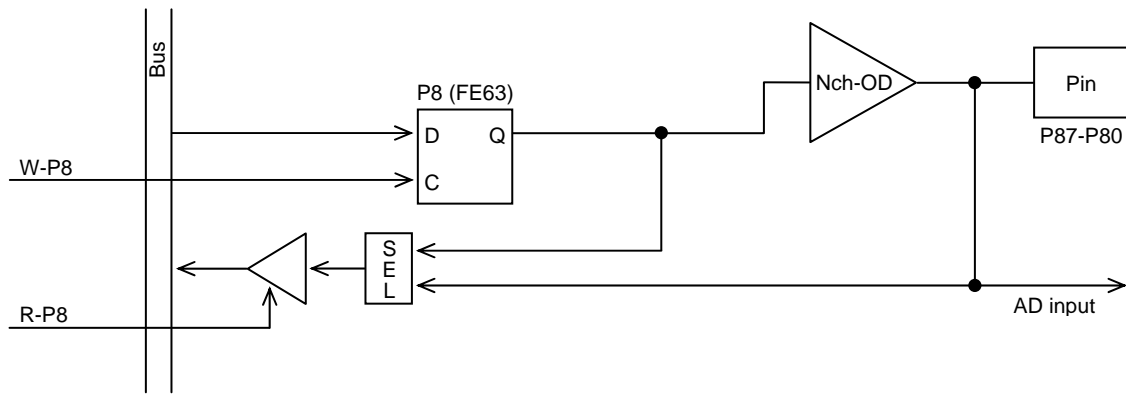 Bus
Nch-OD
Pin
P8 (FE63)
D Q
P87-P80
W-P8
C
S
E
L
R-P8
AD input